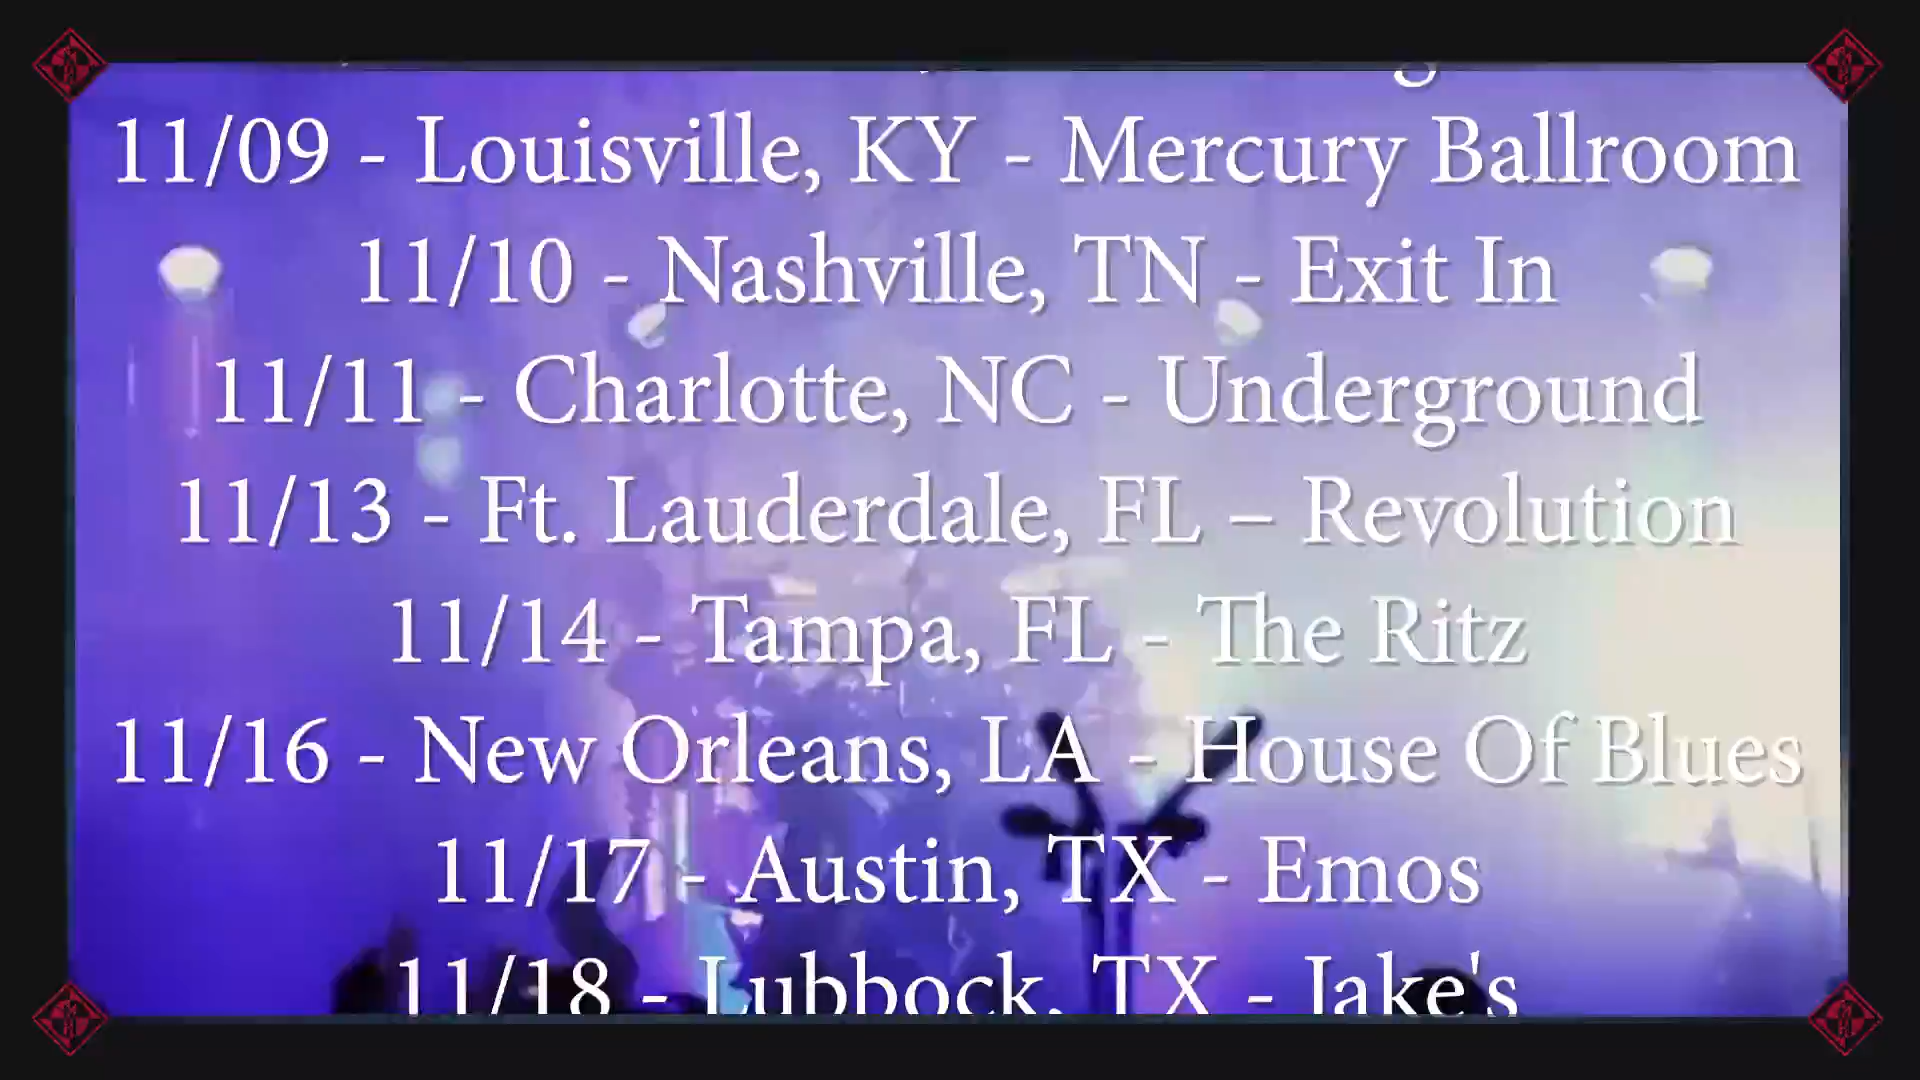 11/09 - Louisville, KY - Mercury Ballroom
11/10 - Nashville, TN - Exit In
11/11 - Charlotte, NC - Underground
11/13 - Ft. Lauderdale, FL – Revolution
11/14 - Tampa, FL - The Ritz
11/16 - New Orleans, LA - House Of Blues
11/17 - Austin, TX - Emos
11/18 - Lubbock, TX - Jake's